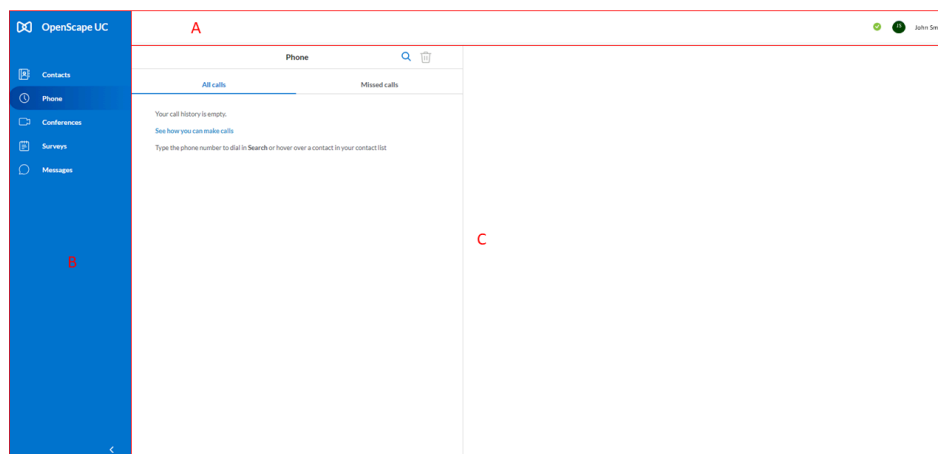 OpenScape UC
A
JS
John Sm
Phone
Contacts
All calls
Missed calls
Phone
Your call history is empty.
Conferences
See how you can make calls
Surveys
Type the phone number to dial in Search or hover over a contact in your contact list
Messages
C
B